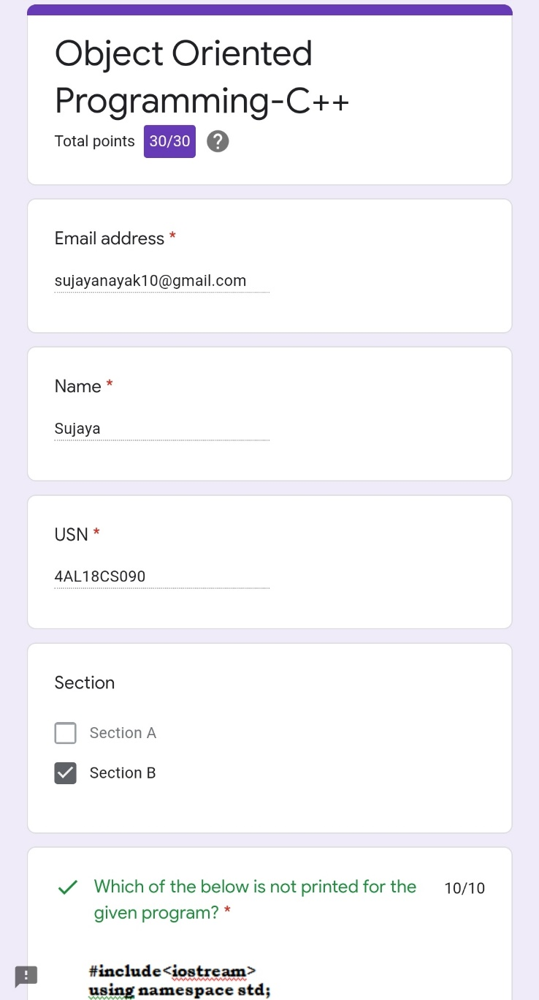 Object Oriented
Programming-C++
Total points 30/30 ?
Email address *
sujayanayak10@gmail.com
Name *
Sujaya
USN *
4AL18CS090
Section
Section A
Section B
Which of the below is not printed for the 10/10
given program? *
#include<iostream>
using namespace std;